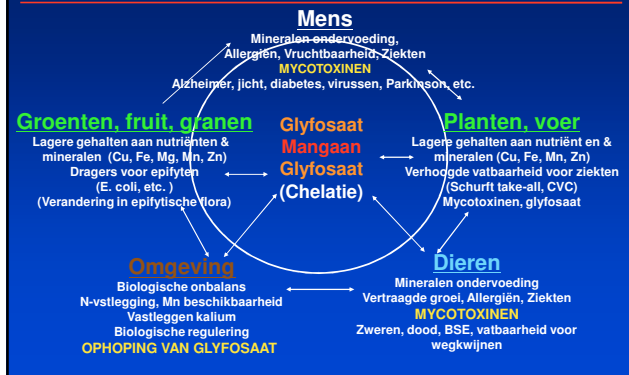 Mens
Mineralen ondervoeding,
Allergiën, Vruchtbaarheid, Ziekten
MYCOTOXINEN
Alzheimer, jicht, diabetes, virussen, Parkinson, etc.
Groenten, fruit, granen
Lagere gehalten aan nutriënten &
mineralen (Cu, Fe, Mg, Mn, Zn)
Dragers voor epifyten
(E. coli, etc. )
(Verandering in epifytische flora)
Glyfosaat
Mangaan
Glyfosaat
(Chelatie)
Planten, voer
Lagere gehalten aan nutriënt en &
mineralen (Cu, Fe, Mn, Zn)
Verhoogde vatbaarheid voor ziekten
(Schurft take-all, CVC)
Mycotoxinen, glyfosaat
Omgeving
Biologische onbalans
N-vstlegging, Mn beschikbaarheid
Vastleggen kalium
Biologische regulering
OPHOPING VAN GLYFOSAAT
Dieren
Mineralen ondervoeding
Vertraagde groei, Allergiën, Ziekten
MYCOTOXINEN
Zweren, dood, BSE, vatbaarheid voor
wegkwijnen